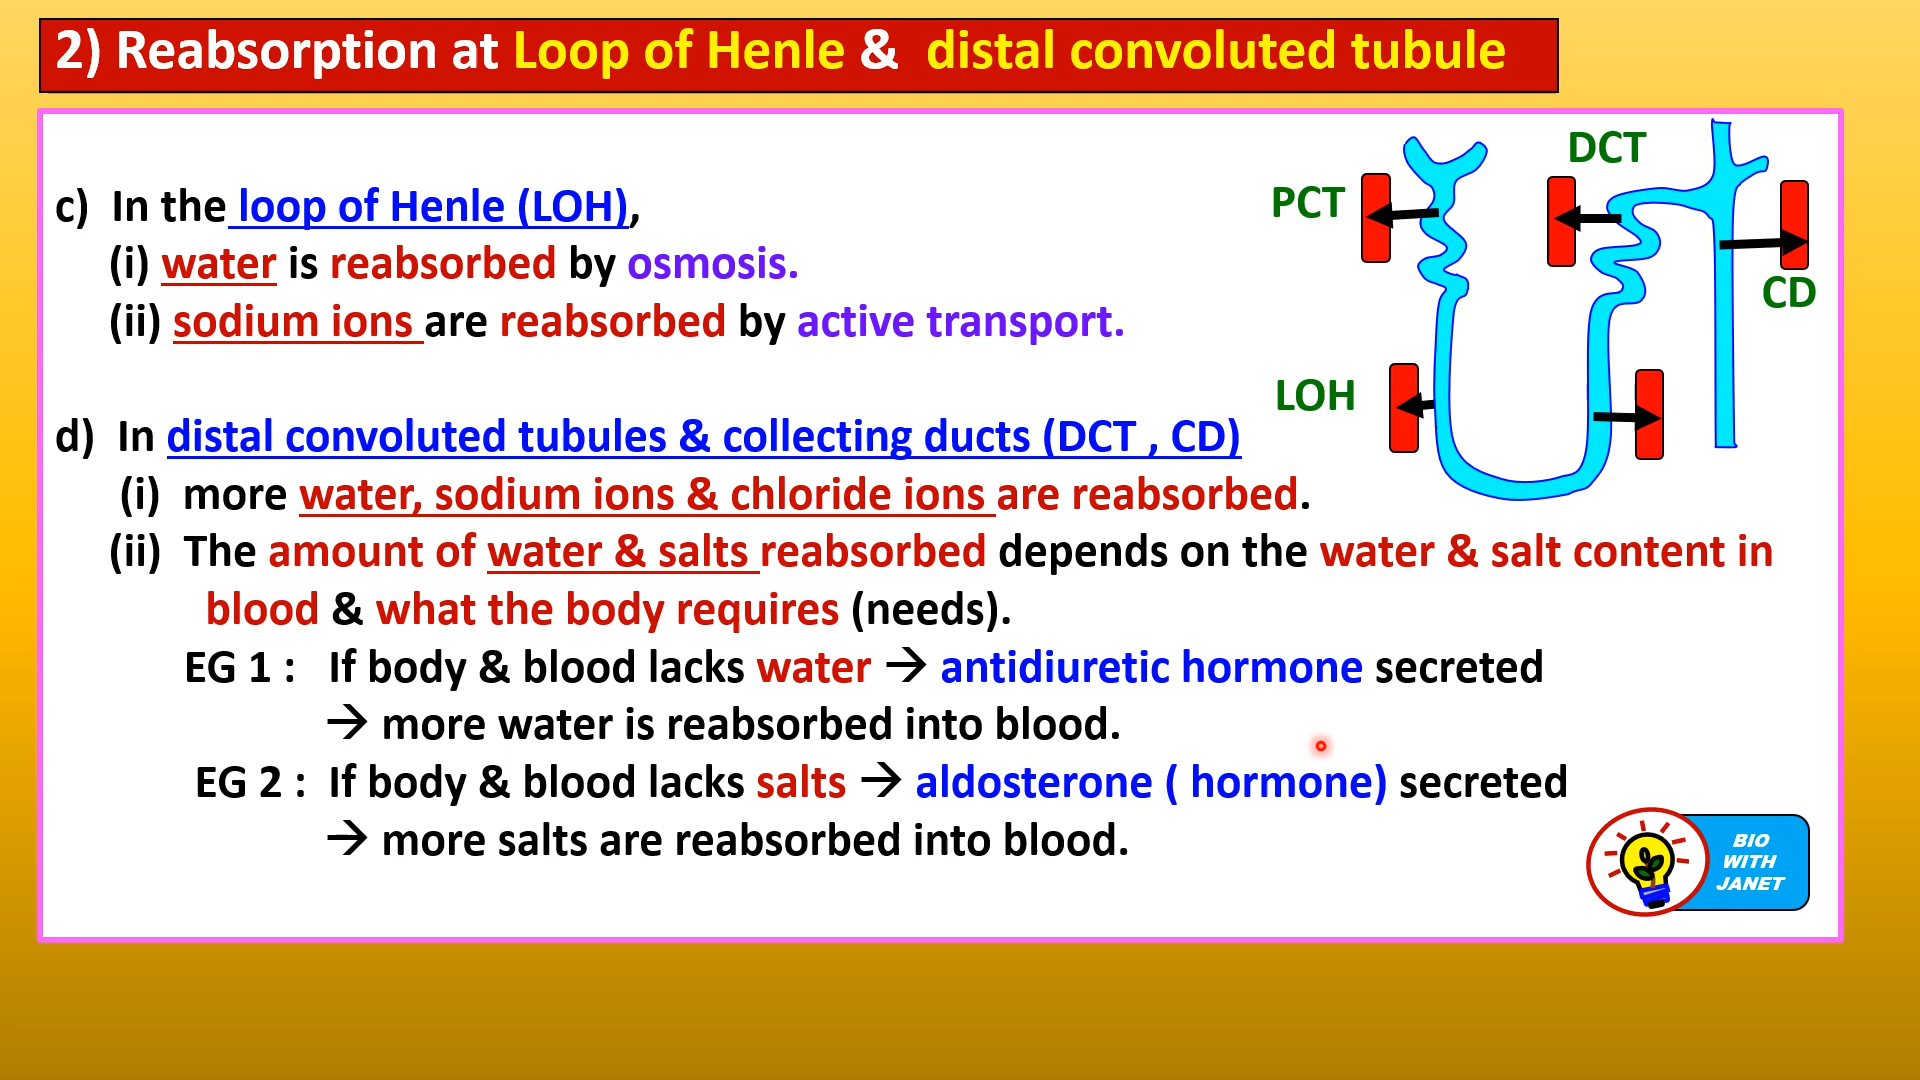 2) Reabsorption at Loop of Henle & distal convoluted tubule
c) In the loop of Henle (LOH),
(i) water is reabsorbed by osmosis.
(ii) sodium ions are reabsorbed by active transport.
d) In distal convoluted tubules & collecting ducts (DCT , CD)
(i) more water, sodium ions & chloride ions are reabsorbed.
(ii) The amount of water & salts reabsorbed depends on the water & salt content in
blood & what the body requires (needs).
EG 1 : If body & blood lacks water → antidiuretic hormone secreted
→ more water is reabsorbed into blood.
EG 2 : If body & blood lacks salts → aldosterone ( hormone) secreted
→ more salts are reabsorbed into blood.
DCT
PCT
CD
LOH
BIO
WITH
JANET